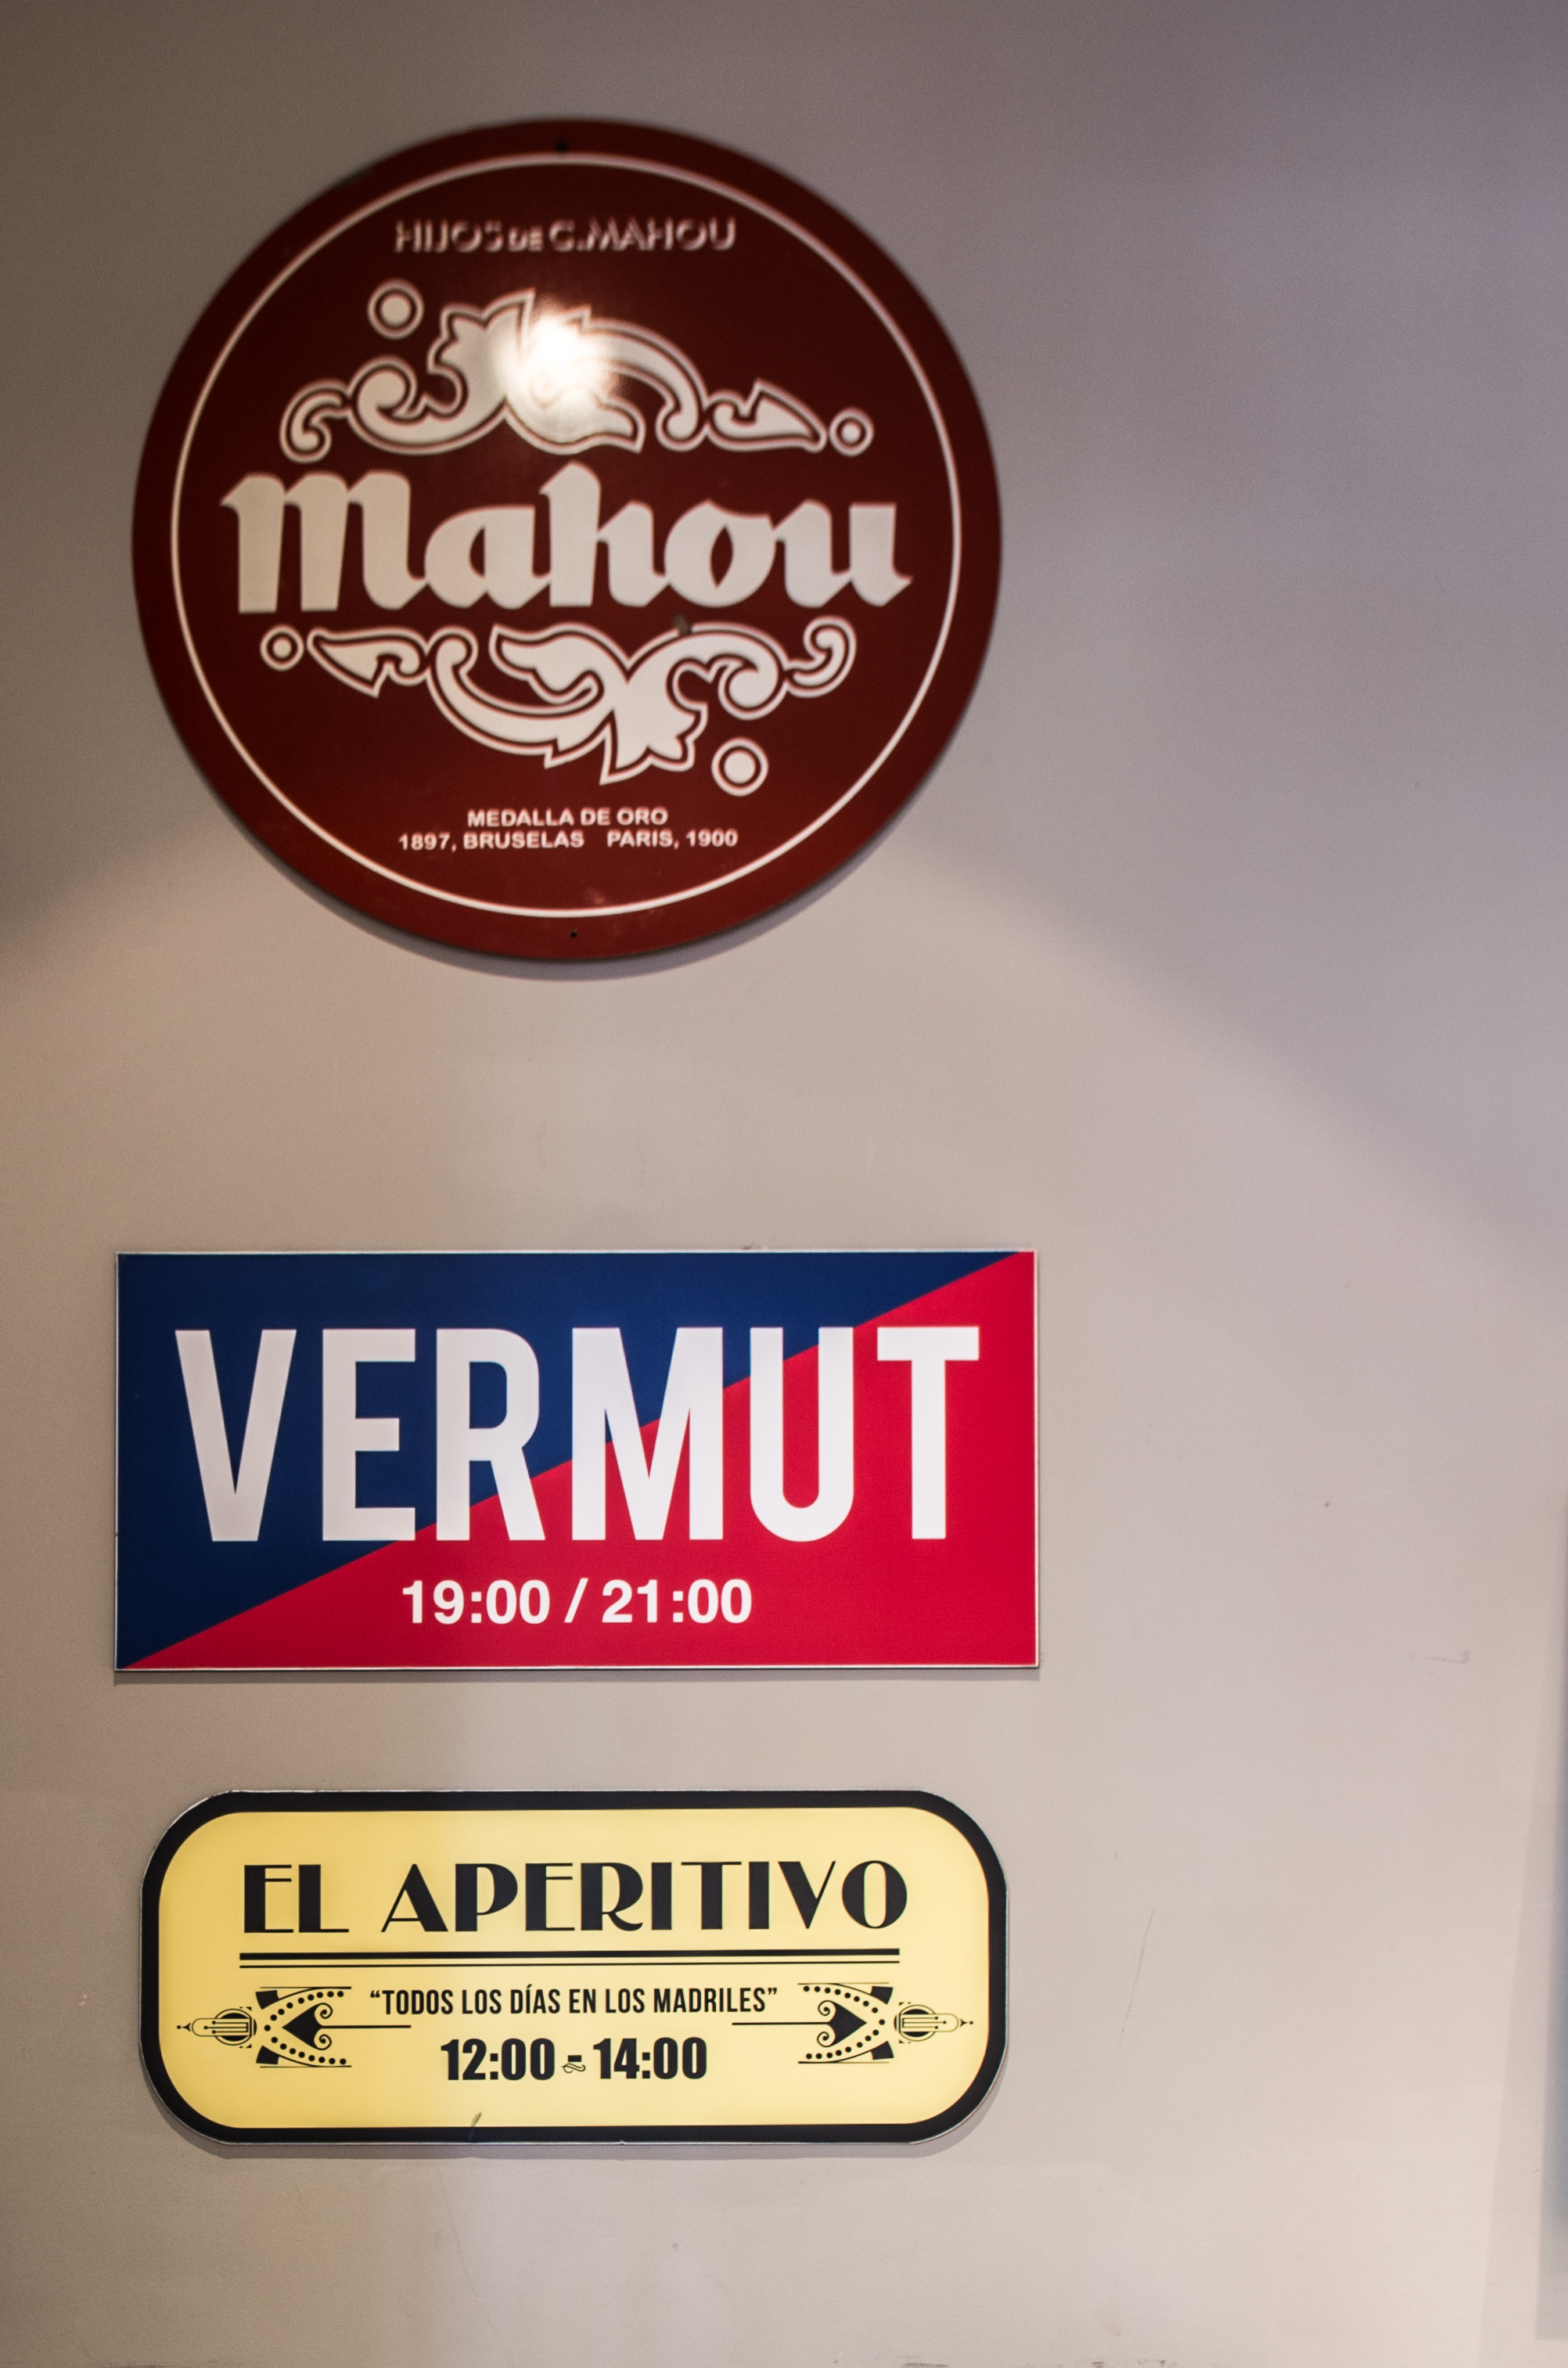 HIJOS DE C. MAHOU
Mahou
MEDALLA DE ORO
1897, BRUSELAS PARIS, 1900
VERMUT
19:00 / 21:00
EL APERITIVO
“TODOS LOS DÍAS EN LOS MADRILES”
12:00 - 14:00